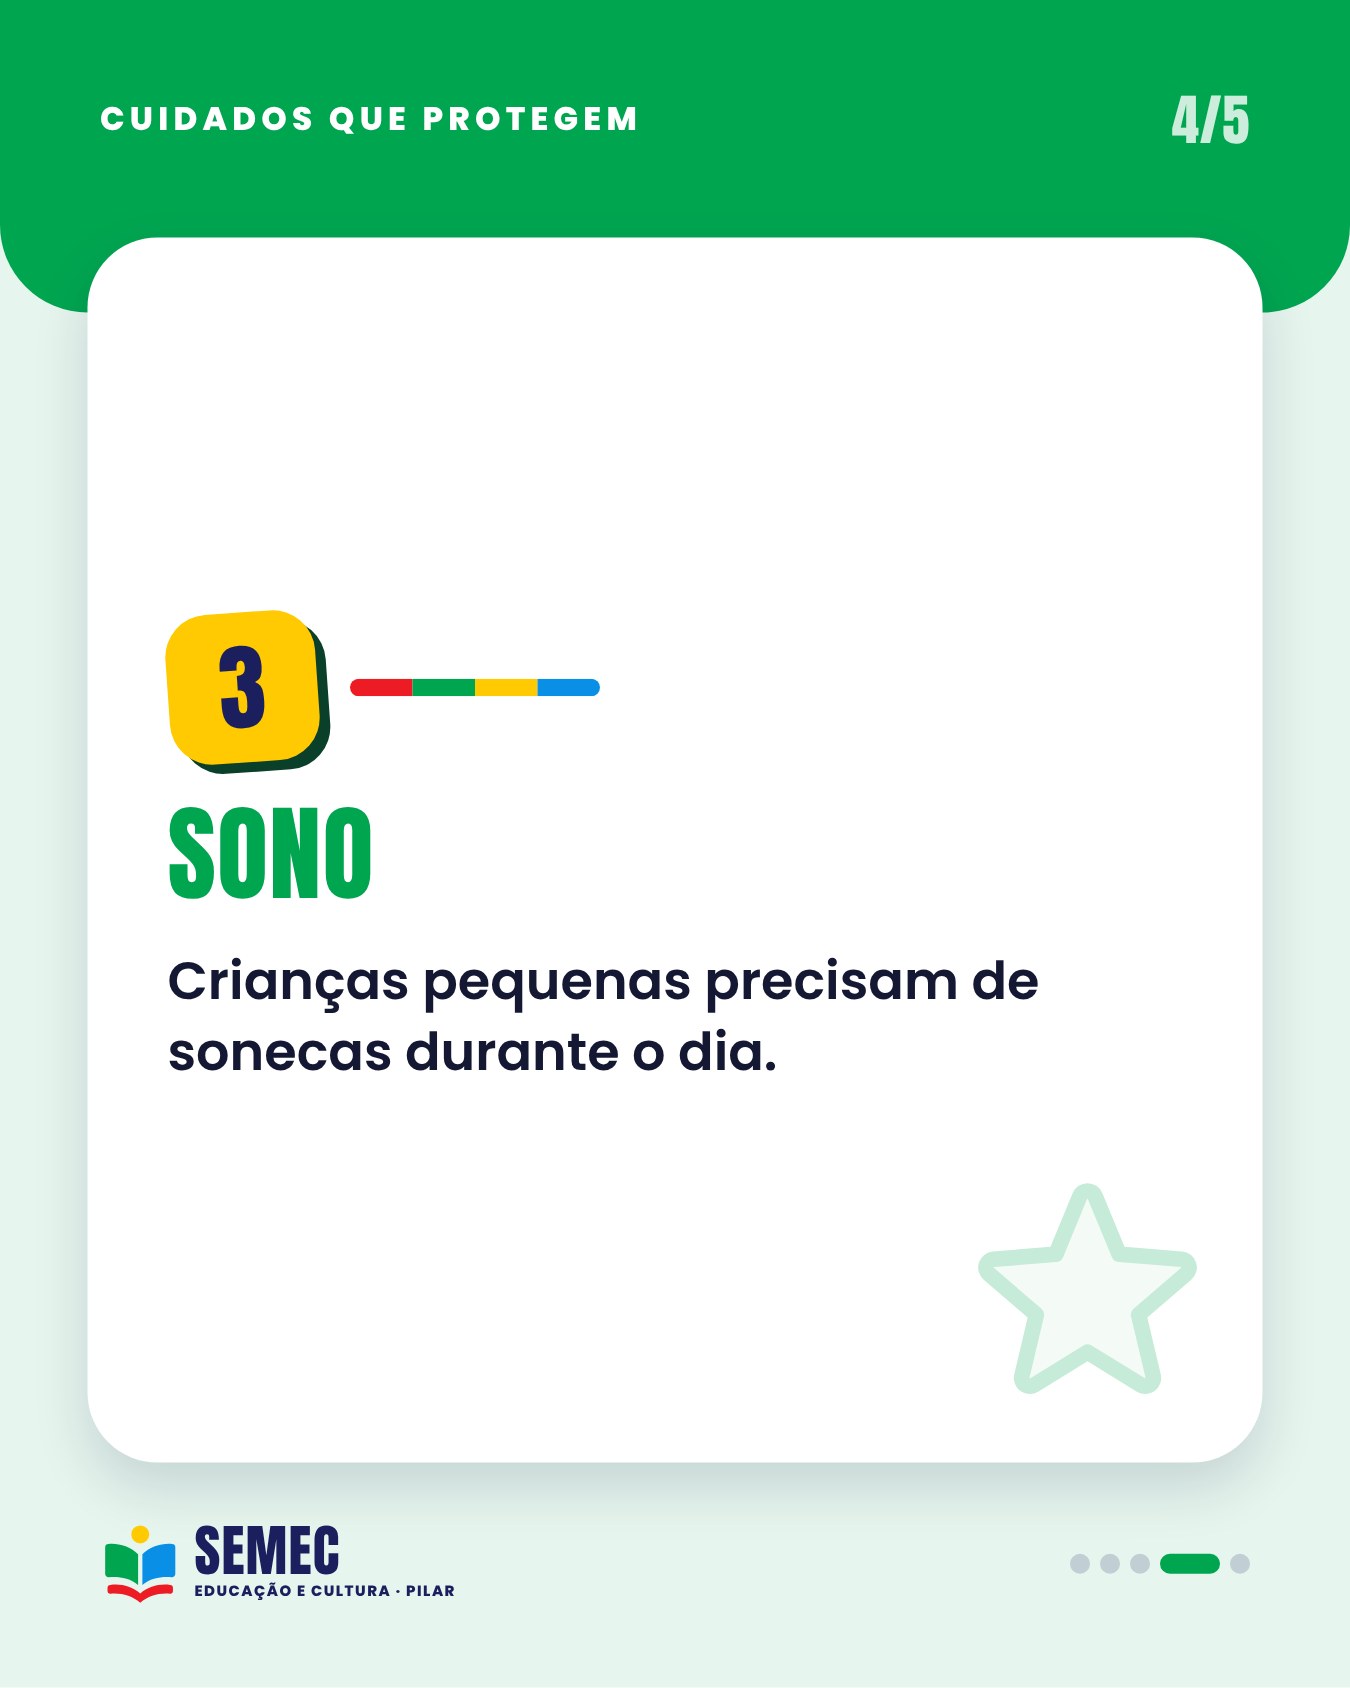 CUIDADOS QUE PROTEGEM
4/5
3
SONO
Crianças pequenas precisam de
sonecas durante o dia.
SEMEC
EDUCAÇÃO E CULTURA · PILAR